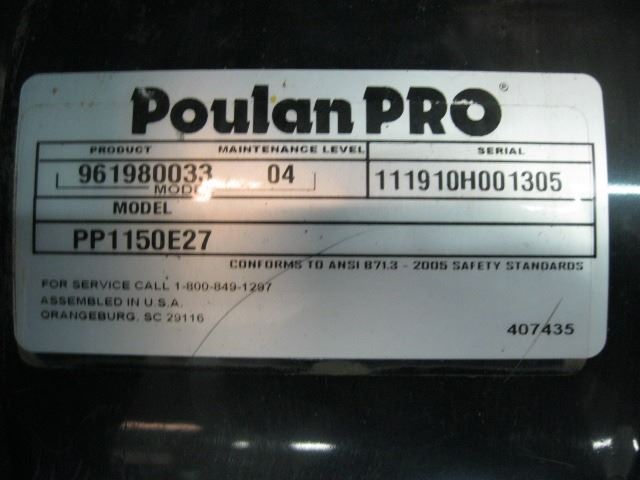 Poulan PRO®
PRODUCT MAINTENANCE LEVEL SERIAL
961980033 04 111910H001305
MODEL
MODEL
PP1150E27
CONFORMS TO ANSI B71.3 - 2005 SAFETY STANDARDS
FOR SERVICE CALL 1-800-849-1297
ASSEMBLED IN U.S.A.
ORANGEBURG, SC 29116
407435